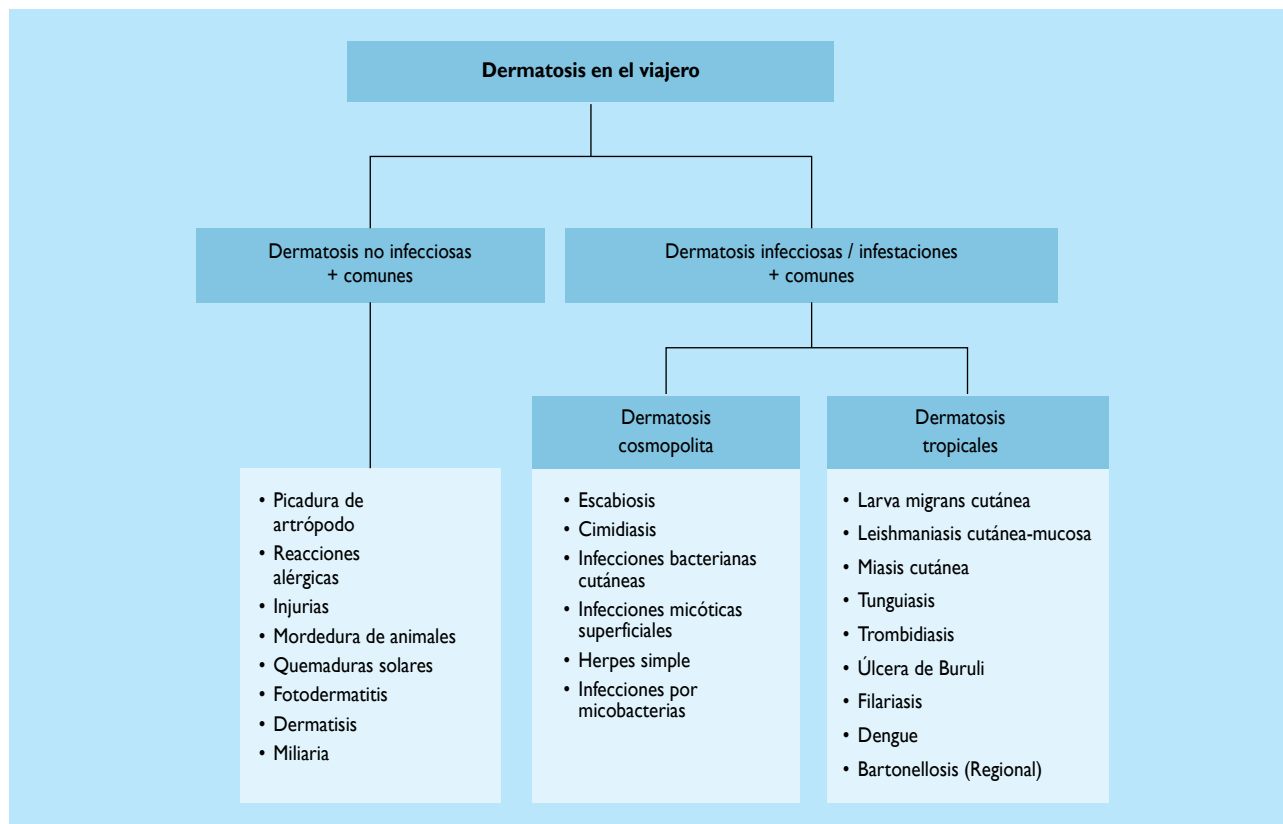 Dermatosis en el viajero
Dermatosis no infecciosas
+ comunes
Dermatosis infecciosas / infestaciones
+ comunes
Dermatosis
cosmopolita
Dermatosis
tropicales
• Picadura de
artrópodo
• Reacciones
alérgicas
• Injurias
• Mordedura de animales
• Quemaduras solares
• Fotodermatitis
• Dermatisis
• Miliaria
• Escabiosis
• Cimidiasis
• Infecciones bacterianas
cutáneas
• Infecciones micóticas
superficiales
• Herpes simple
• Infecciones por
micobacterias
• Larva migrans cutánea
• Leishmaniasis cutánea-mucosa
• Miasis cutánea
• Tunguiasis
• Trombidiasis
• Úlcera de Buruli
• Filariasis
• Dengue
• Bartonellosis (Regional)